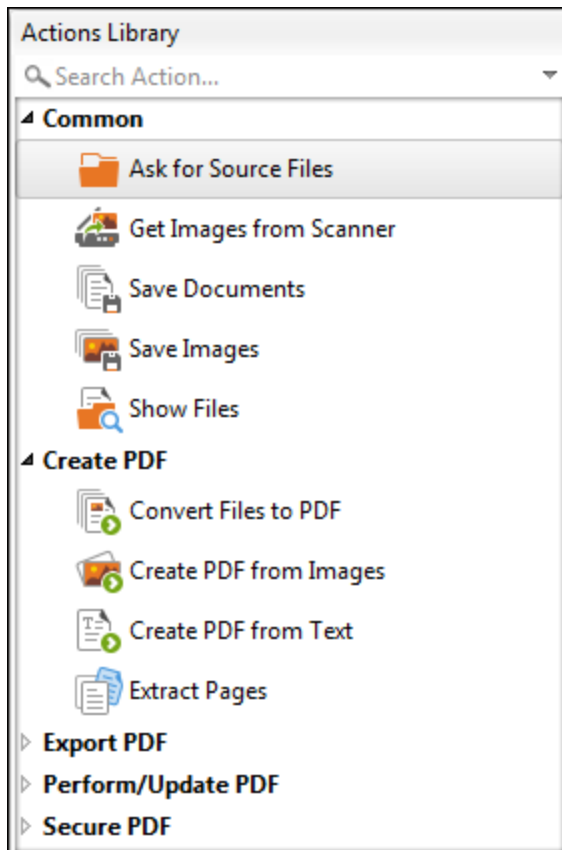 Actions Library
Search Action...
Common
Ask for Source Files
Get Images from Scanner
Save Documents
Save Images
Show Files
Create PDF
Convert Files to PDF
Create PDF from Images
Create PDF from Text
Extract Pages
Export PDF
Perform/Update PDF
Secure PDF